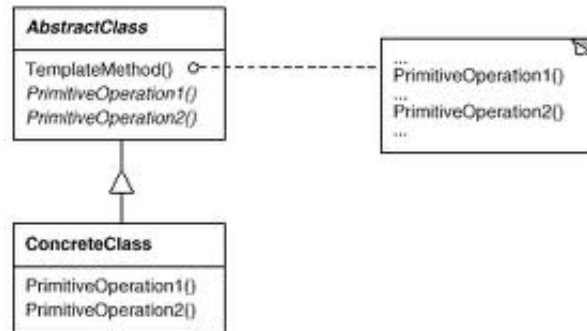 AbstractClass
TemplateMethod()
PrimitiveOperation1()
PrimitiveOperation2()
...
PrimitiveOperation1()
...
PrimitiveOperation2()
...
ConcreteClass
PrimitiveOperation1()
PrimitiveOperation2()